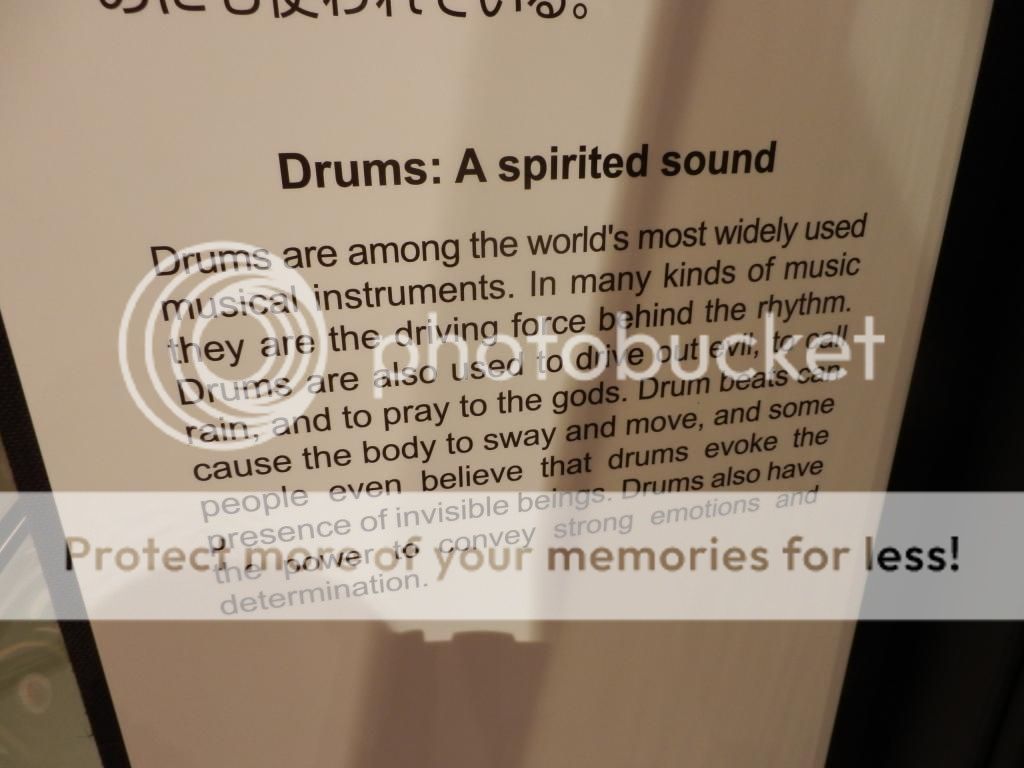 めにも使われている。
Drums: A spirited sound
Drums are among the world's most widely used
musical instruments. In many kinds of music
they are the driving force behind the rhythm.
Drums are also used to drive out evil, to call
rain, and to pray to the gods. Drum beats can
cause the body to sway and move, and some
people even believe that drums evoke the
presence of invisible beings. Drums also have
the power to convey strong emotions and
determination.
photobucket
Protect more of your memories for less!